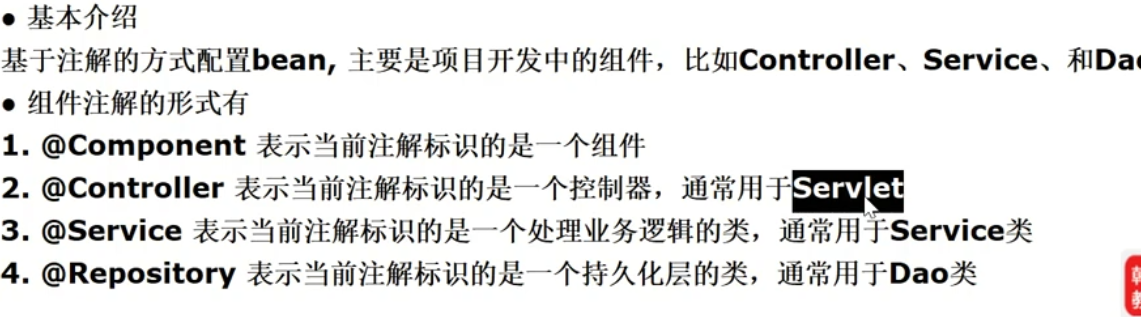 ● 基本介绍
基于注解的方式配置bean, 主要是项目开发中的组件，比如Controller、Service、和Dao
● 组件注解的形式有
1. @Component 表示当前注解标识的是一个组件
2. @Controller 表示当前注解标识的是一个控制器，通常用于Servlet
3. @Service 表示当前注解标识的是一个处理业务逻辑的类，通常用于Service类
4. @Repository 表示当前注解标识的是一个持久化层的类，通常用于Dao类